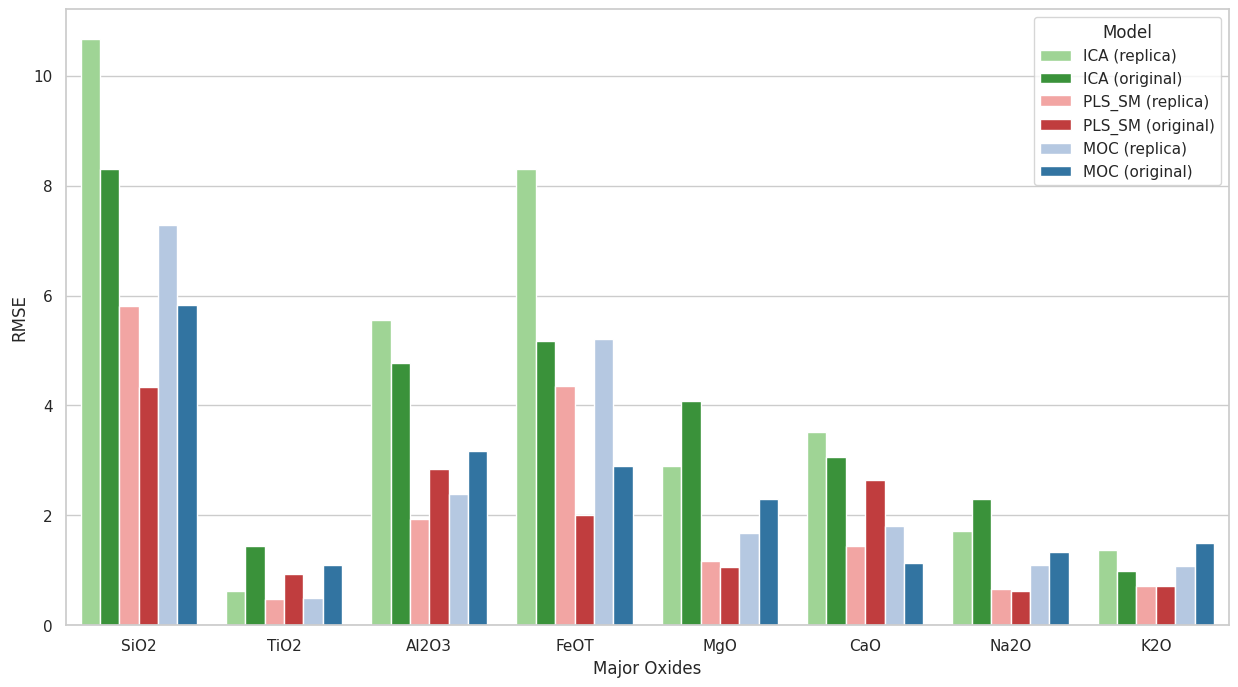 Model
ICA (replica)
ICA (original)
PLS_SM (replica)
PLS_SM (original)
MOC (replica)
MOC (original)
RMSE
10
8
6
4
2
0
SiO2 TiO2 Al2O3 FeOT MgO CaO Na2O K2O
Major Oxides